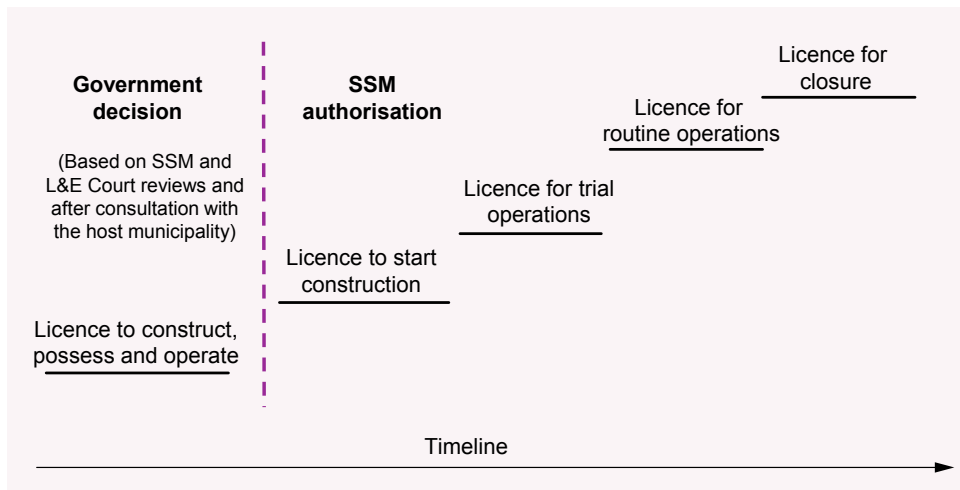 Government
decision
(Based on SSM and
L&E Court reviews and
after consultation with
the host municipality)
Licence to construct,
possess and operate
SSM
authorisation
Licence to start
construction
Licence for trial
operations
Licence for
routine operations
Licence for
closure
Timeline